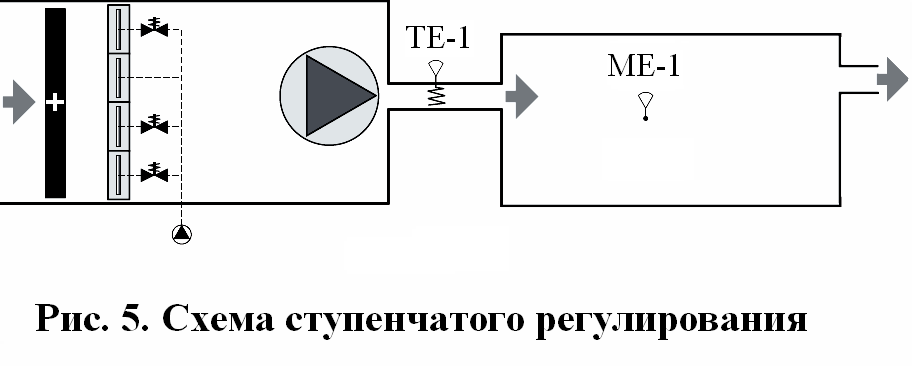 TE-1
ME-1
+
Рис. 5. Схема ступенчатого регулирования